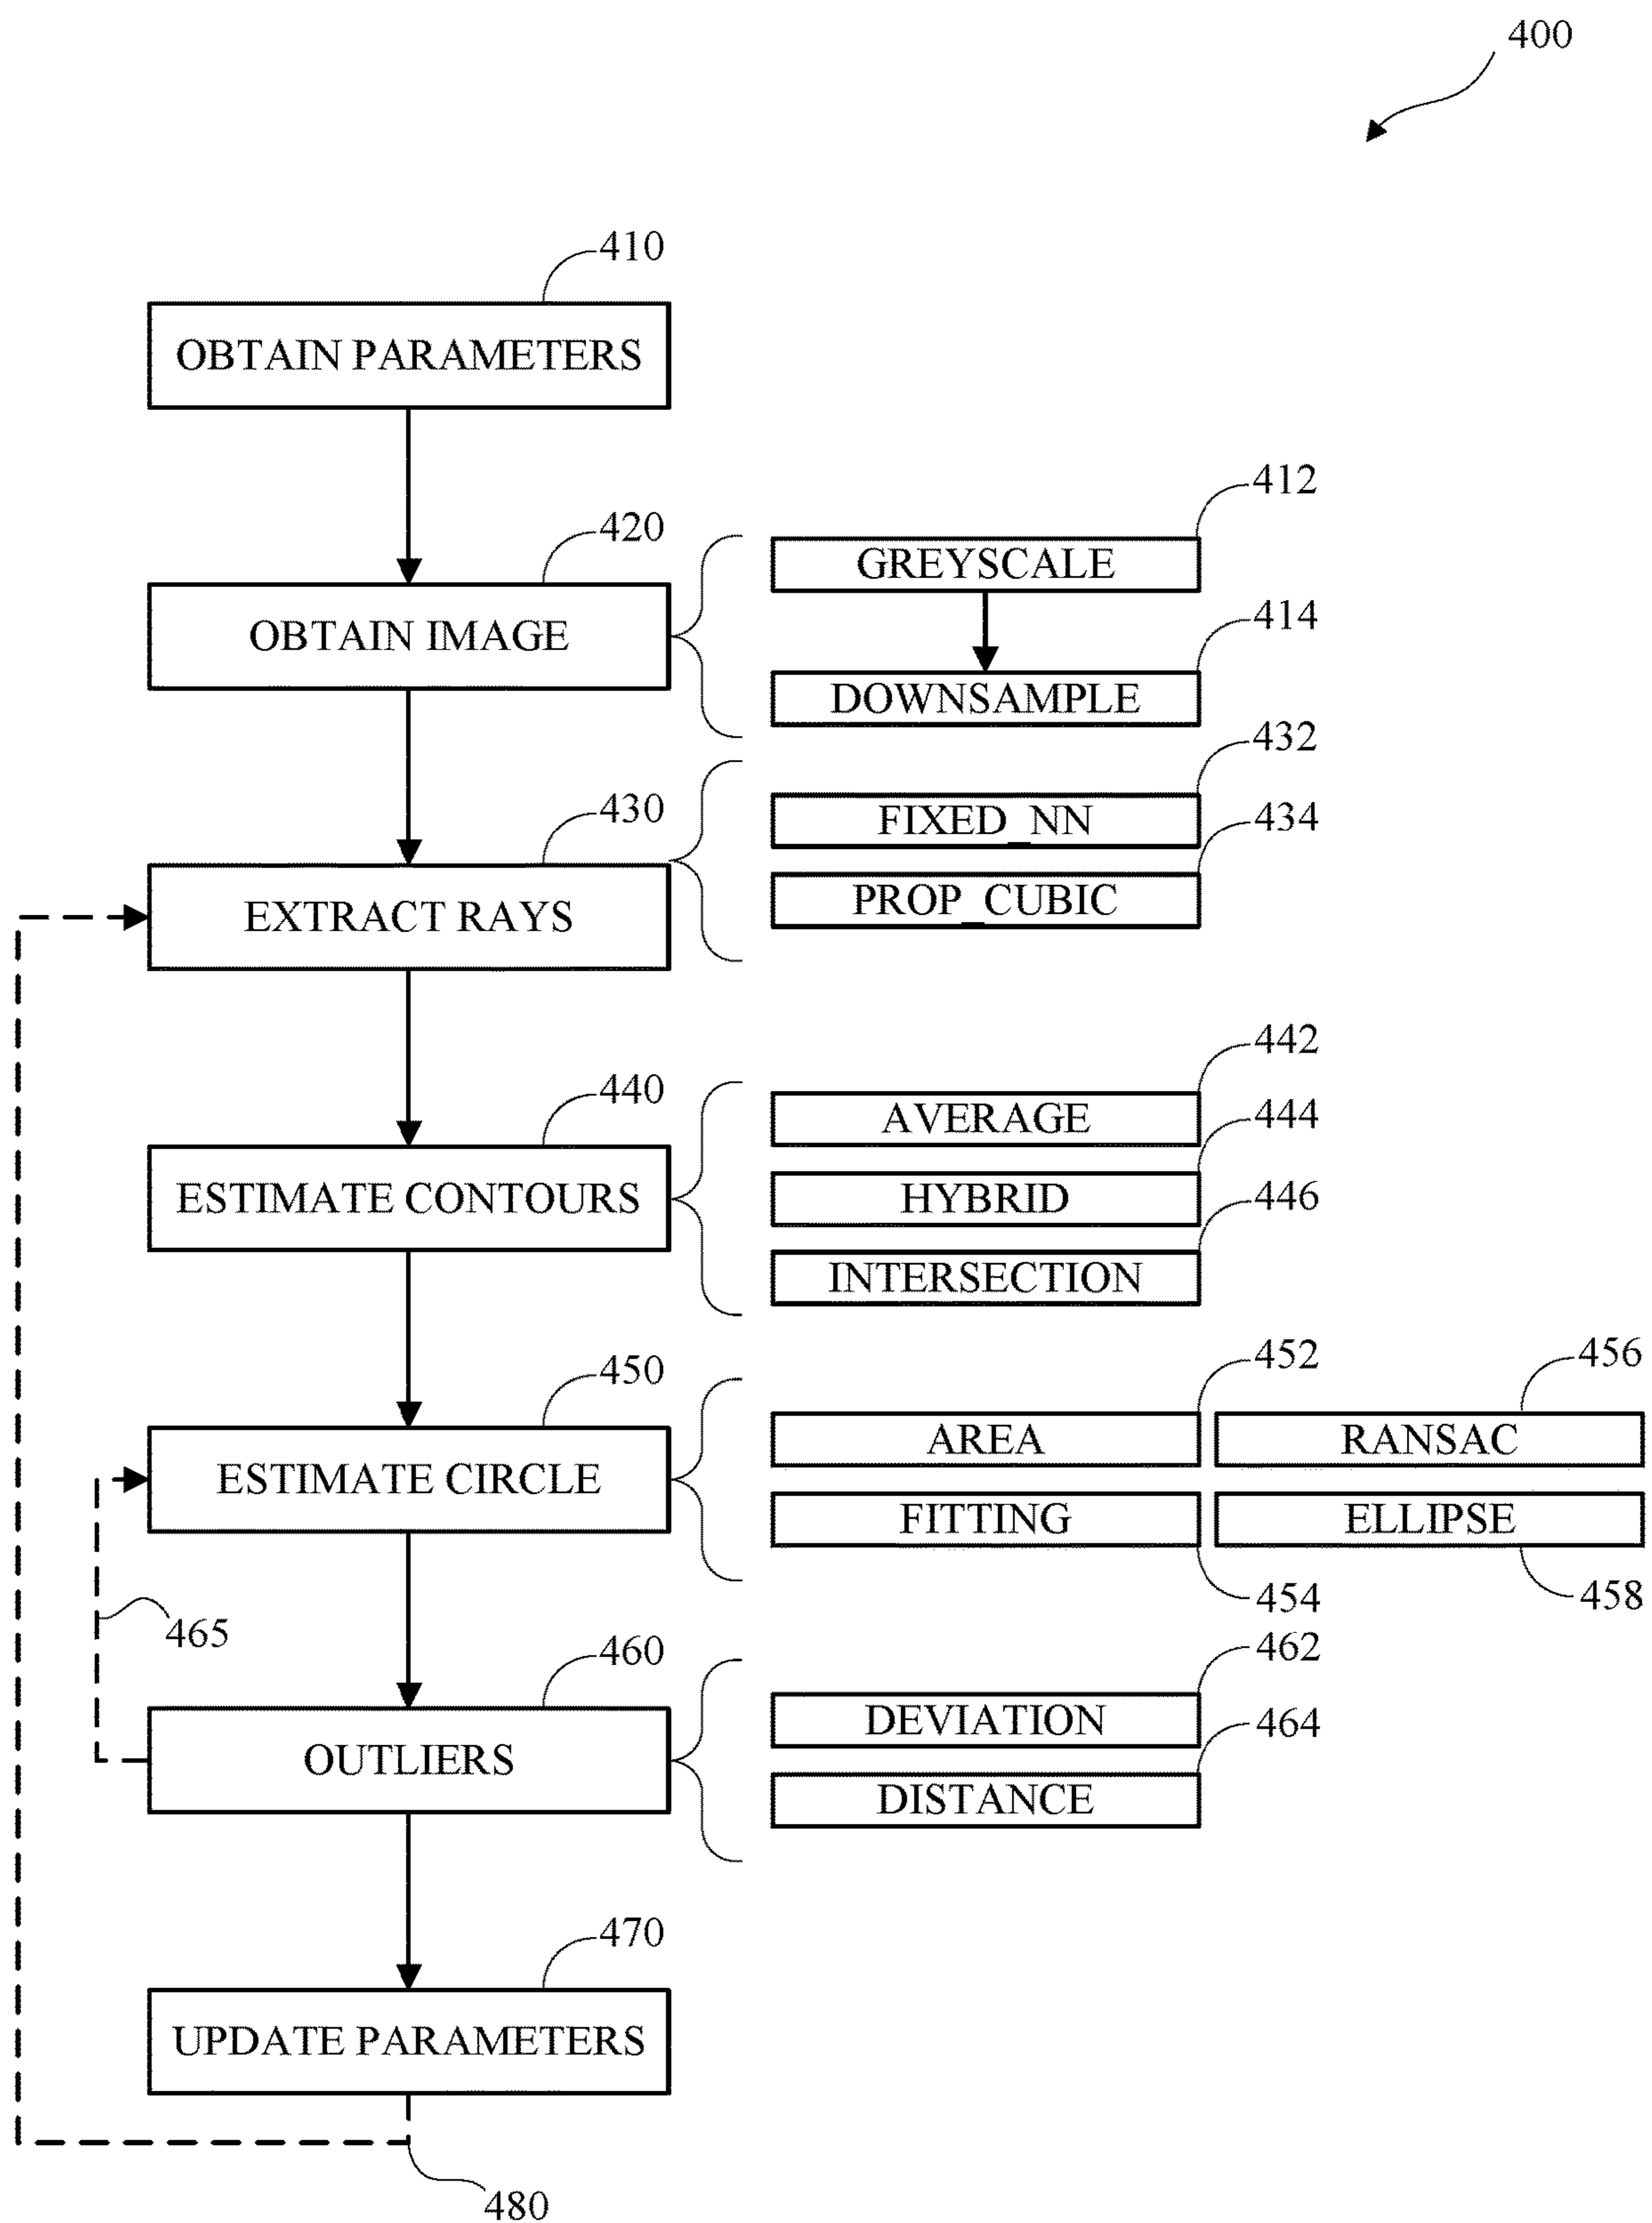 400
410
OBTAIN PARAMETERS
412
420
GREYSCALE
OBTAIN IMAGE
414
DOWNSAMPLE
432
430
FIXED_NN
434
EXTRACT RAYS
PROP_CUBIC
442
440
AVERAGE
444
ESTIMATE CONTOURS
HYBRID
446
INTERSECTION
452
456
450
AREA
RANSAC
ESTIMATE CIRCLE
FITTING
ELLIPSE
454
458
465
460
462
DEVIATION
464
OUTLIERS
DISTANCE
470
UPDATE PARAMETERS
480